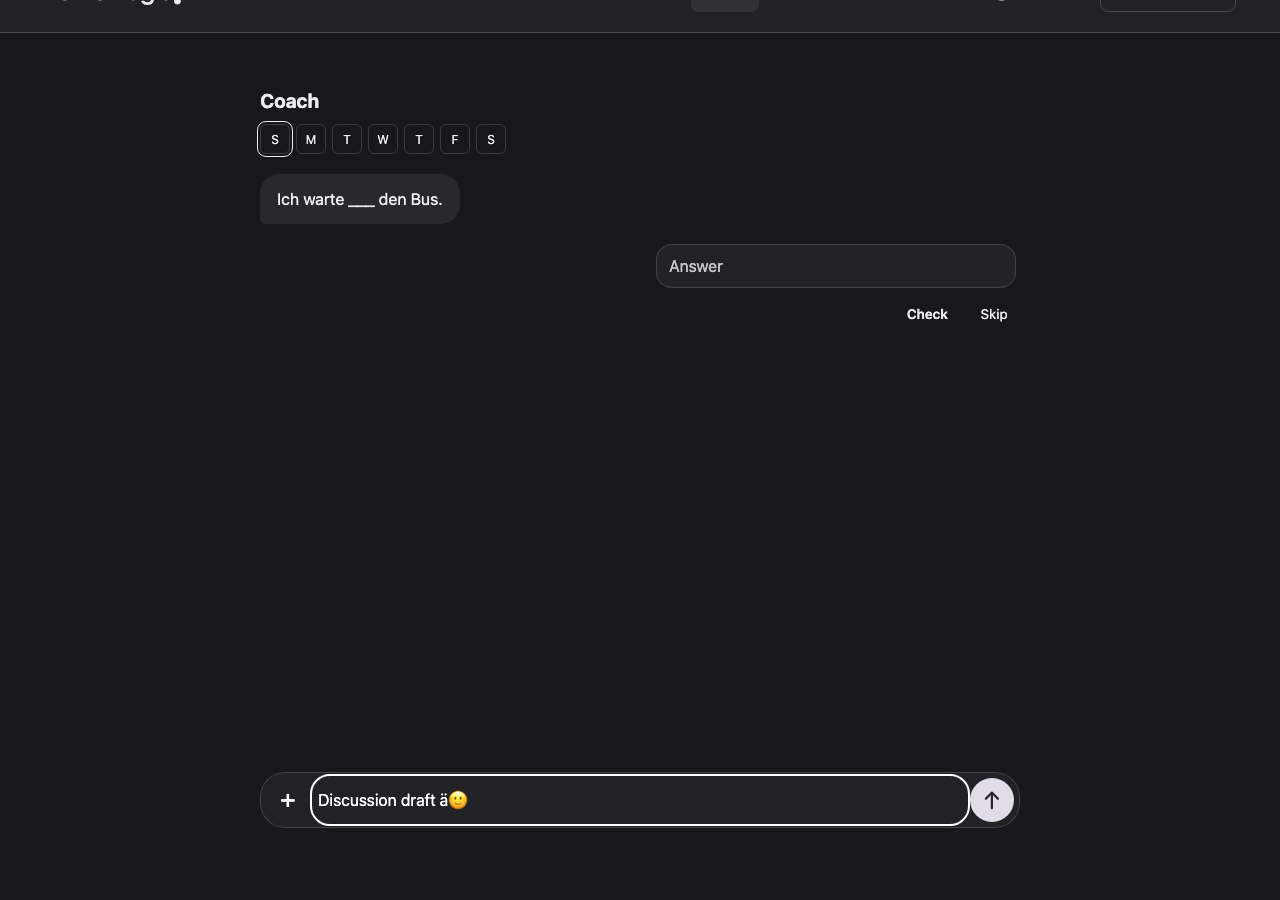 Coach
S M T W T F S
Ich warte ___ den Bus.
Answer
Check Skip
+ Discussion draft ä🙂